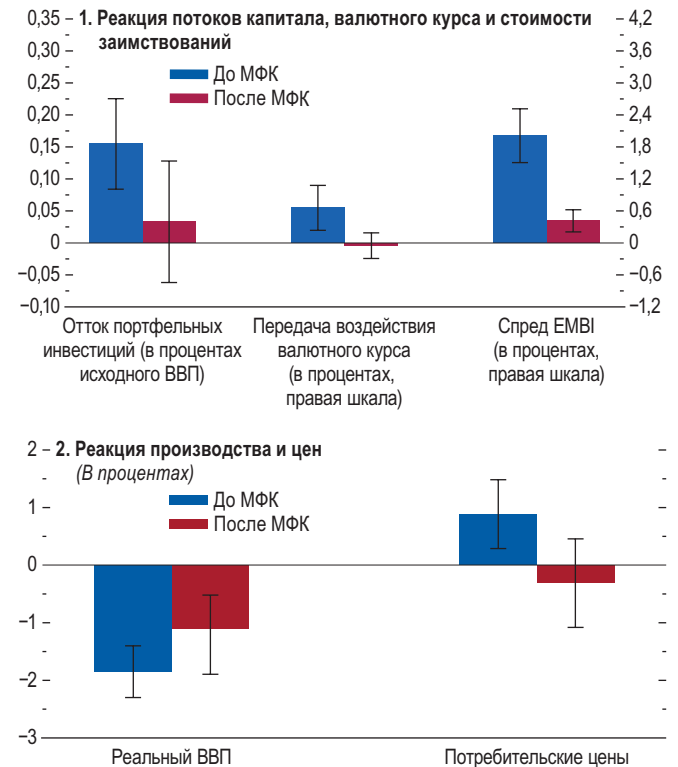 1. Реакция потоков капитала, валютного курса и стоимости
заимствований
До МФК
После МФК
0,35
0,30
0,25
0,20
0,15
0,10
0,05
0
−0,05
−0,10
4,2
3,6
3,0
2,4
1,8
1,2
0,6
0
−0,6
−1,2
Отток портфельных
инвестиций (в процентах
исходного ВВП)
Передача воздействия
валютного курса
(в процентах,
правая шкала)
Спред EMBI
(в процентах,
правая шкала)
2. Реакция производства и цен
(В процентах)
До МФК
После МФК
2
1
0
−1
−2
−3
Реальный ВВП
Потребительские цены